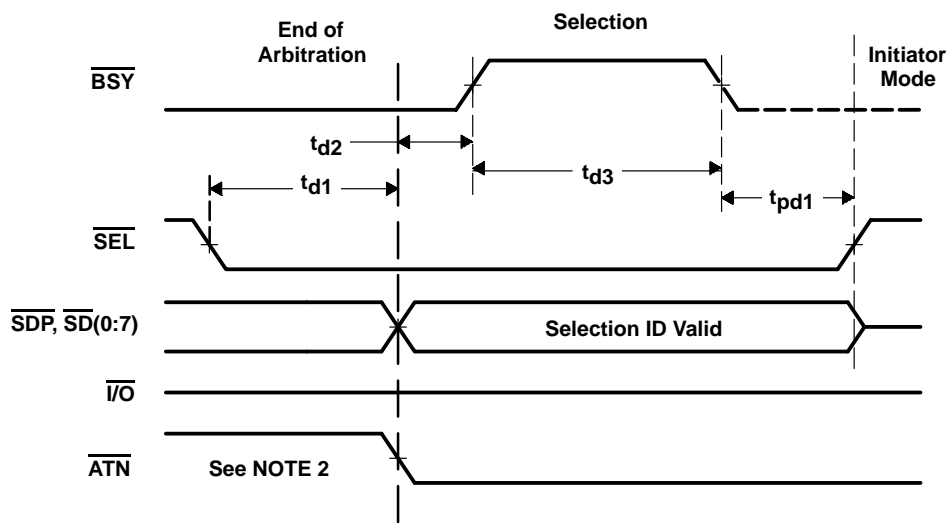 End of
Arbitration
Selection
Initiator
Mode
BSY
td2
td1
td3
tpd1
SEL
SDP, SD(0:7)
Selection ID Valid
I/O
ATN
See NOTE 2